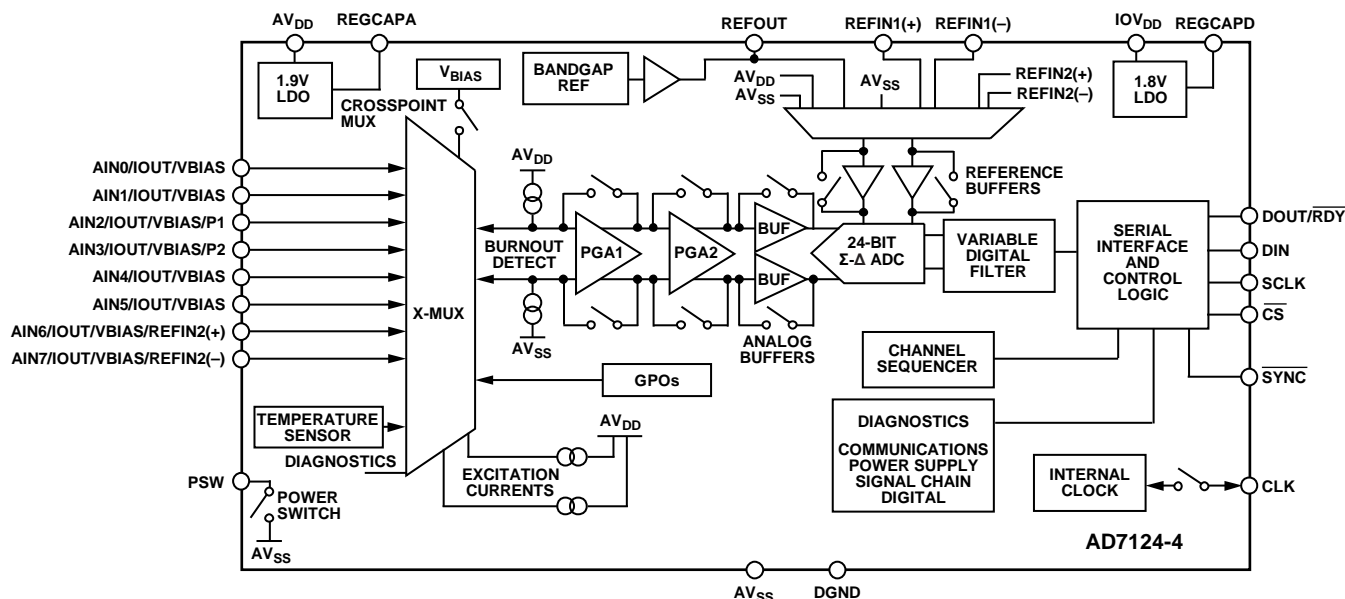 AVDD
REGCAPA
REFOUT
REFIN1(+)
REFIN1(–)
IOVDD
REGCAPD
1.9V
LDO
VBIAS
CROSSPOINT
MUX
BANDGAP
REF
AVDD
AVSS
AVSS
REFIN2(+)
REFIN2(–)
1.8V
LDO
REFERENCE
BUFFERS
AIN0/IOUT/VBIAS
AIN1/IOUT/VBIAS
AIN2/IOUT/VBIAS/P1
AIN3/IOUT/VBIAS/P2
AIN4/IOUT/VBIAS
AIN5/IOUT/VBIAS
AIN6/IOUT/VBIAS/REFIN2(+)
AIN7/IOUT/VBIAS/REFIN2(–)
X-MUX
AVDD
BURNOUT
DETECT
AVSS
PGA1
PGA2
BUF
BUF
ANALOG
BUFFERS
24-BIT
Σ-Δ ADC
VARIABLE
DIGITAL
FILTER
SERIAL
INTERFACE
AND
CONTROL
LOGIC
DOUT/RDY
DIN
SCLK
CS
SYNC
CHANNEL
SEQUENCER
GPOs
TEMPERATURE
SENSOR
DIAGNOSTICS
AVDD
EXCITATION
CURRENTS
DIAGNOSTICS
COMMUNICATIONS
POWER SUPPLY
SIGNAL CHAIN
DIGITAL
INTERNAL
CLOCK
CLK
PSW
POWER
SWITCH
AVSS
AD7124-4
AVSS
DGND